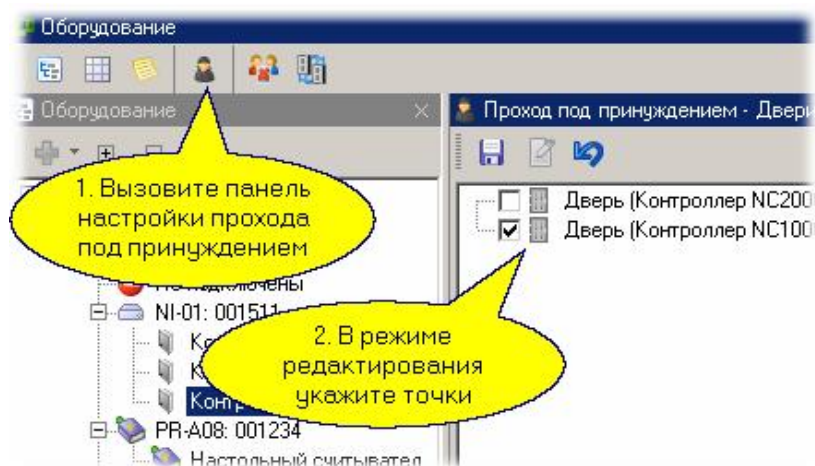 Оборудование
Оборудование
Проход под принуждением - Двери
1. Вызовите панель
настройки прохода
под принуждением
Дверь (Контроллер NC200
Дверь (Контроллер NC100
подключены
NI-01: 001511
2. В режиме
редактирования
укажите точки
PR-A08: 001234
Настольный считывател